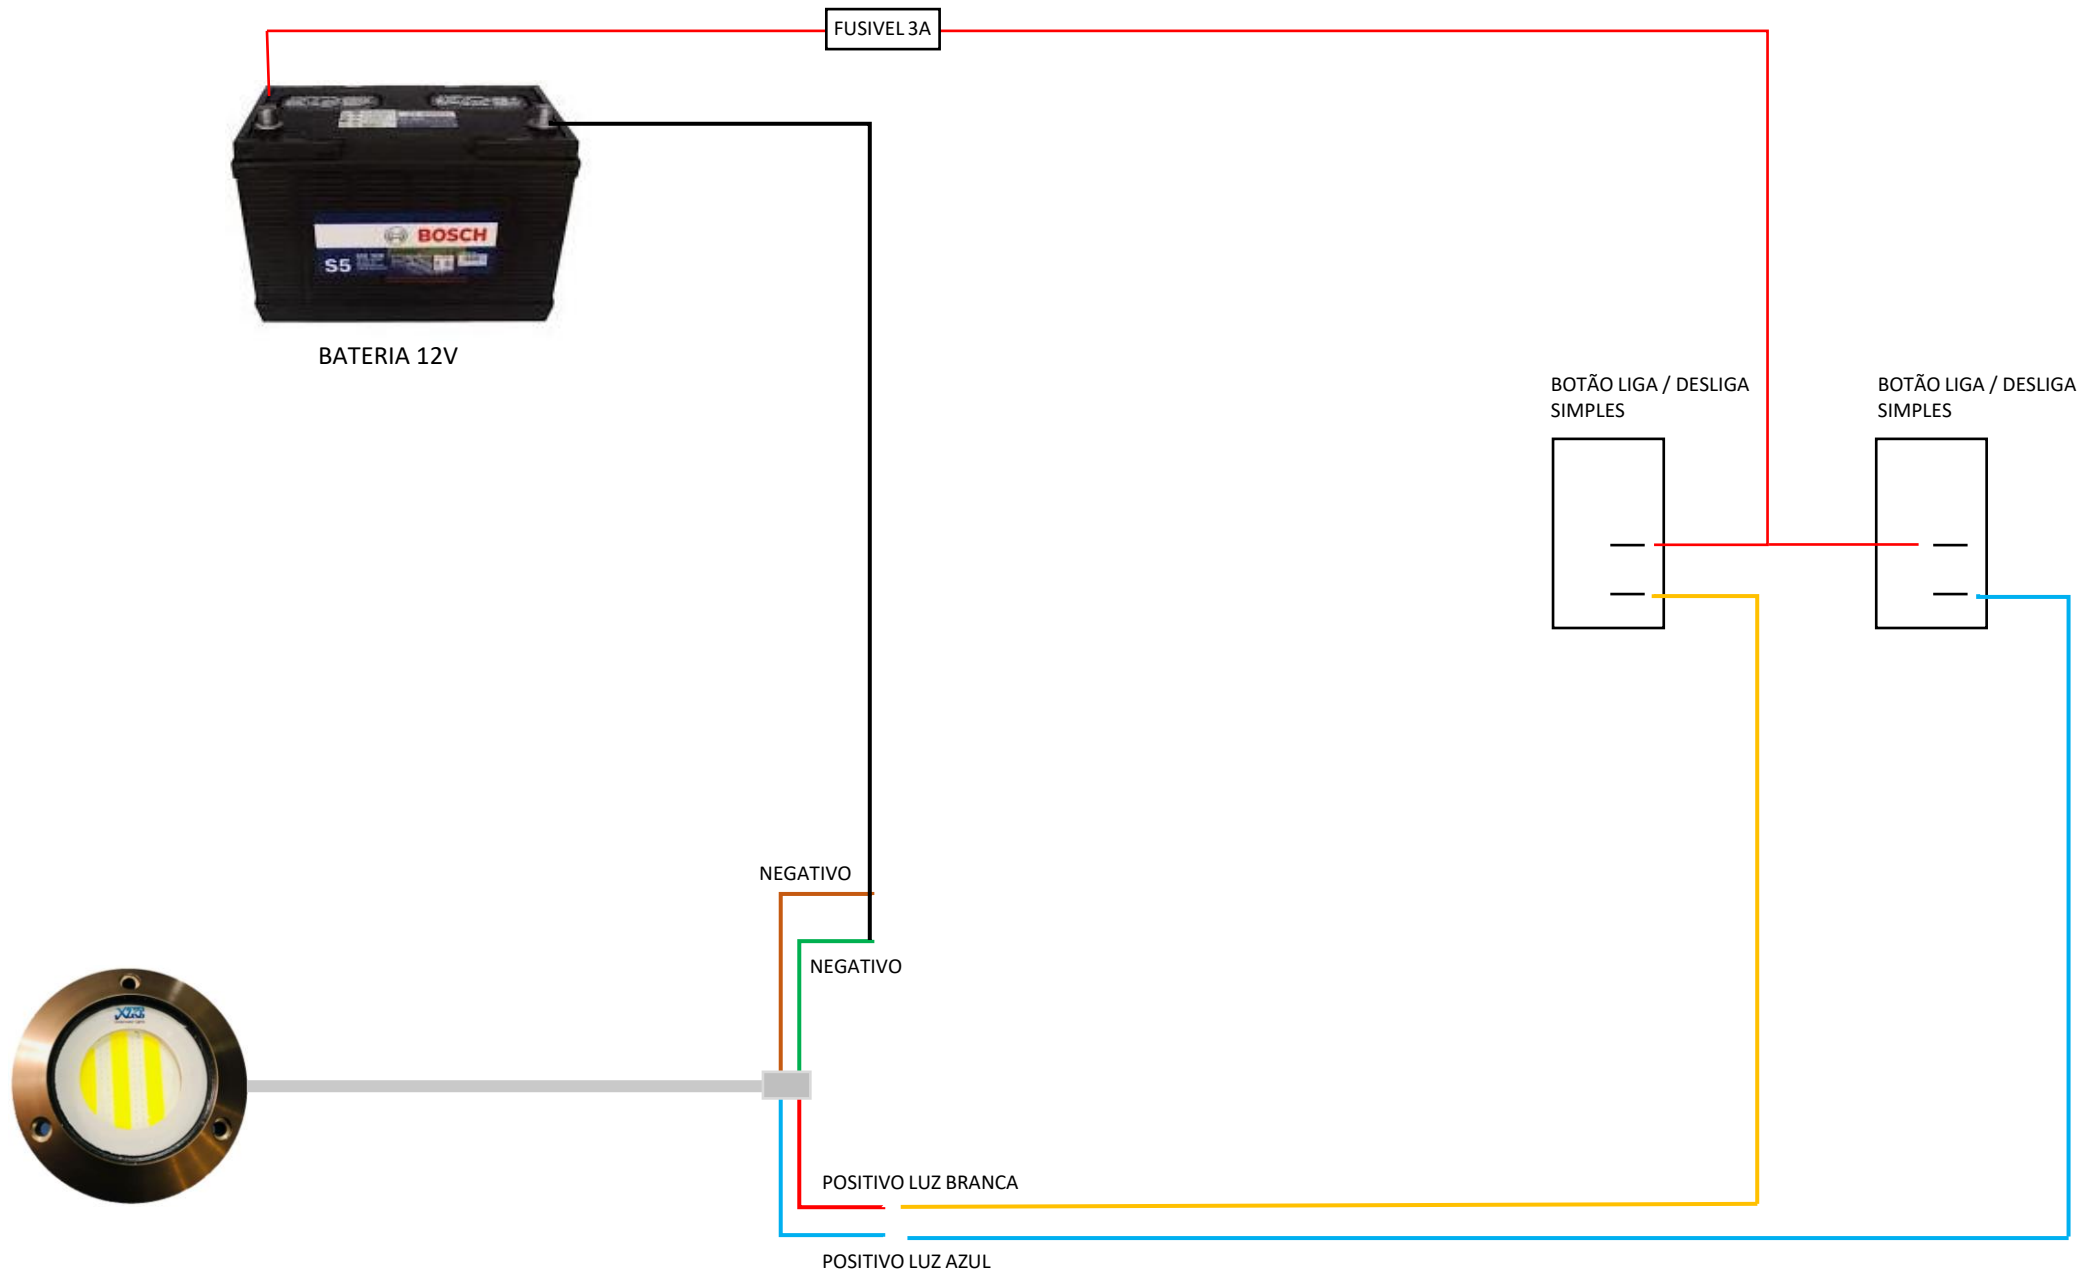 FUSIVEL 3A
BOSCH
S5
BATERIA 12V
BOTÃO LIGA / DESLIGA
SIMPLES
BOTÃO LIGA / DESLIGA
SIMPLES
NEGATIVO
NEGATIVO
POSITIVO LUZ BRANCA
POSITIVO LUZ AZUL